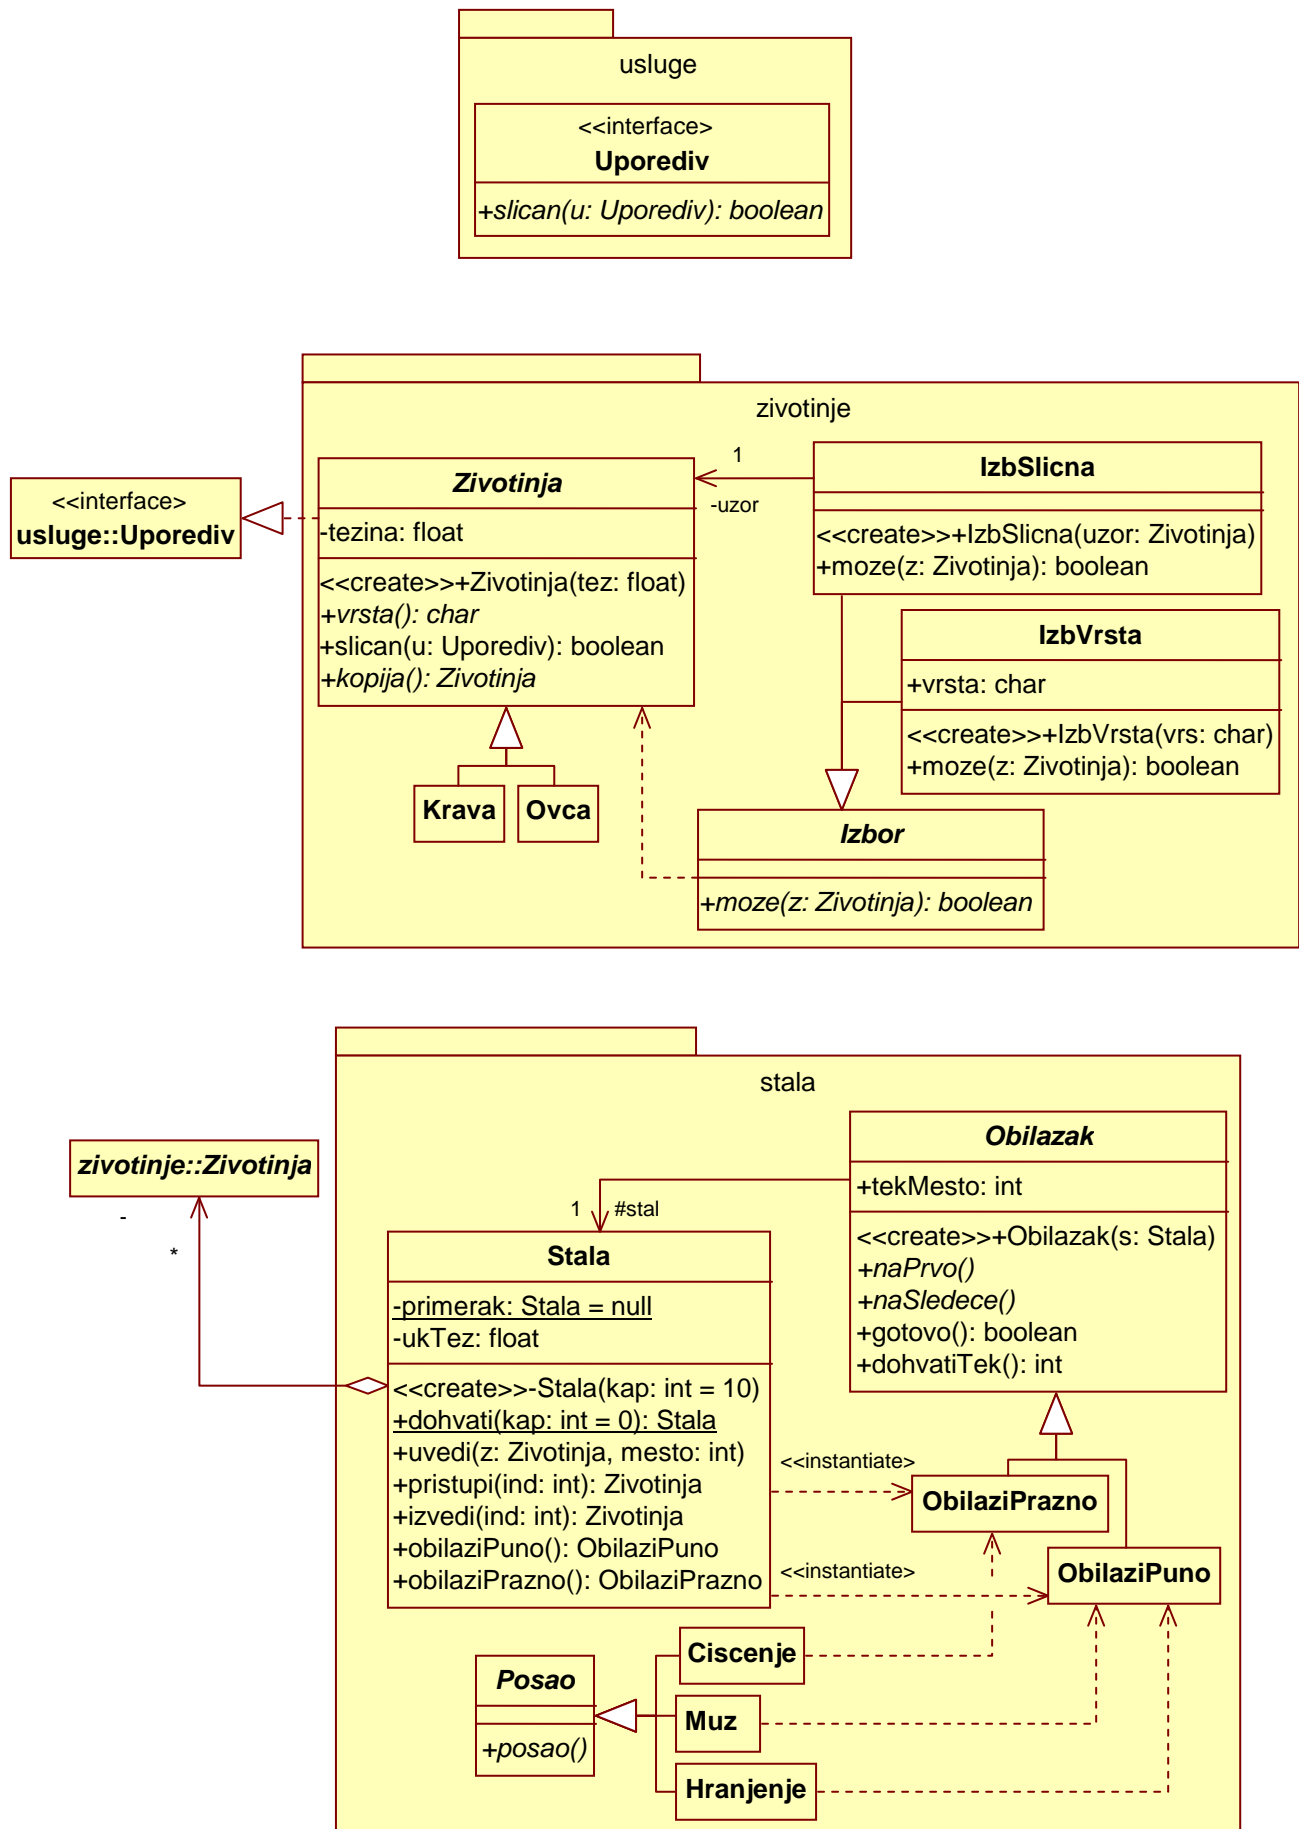 usluge
<<interface>
Uporediv
+slican(u: Uporediv): boolean
zivotinje
<<interface>
usluge::Uporediv
Zivotinja
-tezina: float
<<create>>+Zivotinja(tez: float)
+vrsta(): char
+slican(u: Uporediv): boolean
+kopija(): Zivotinja
1
-uzor
IzbSlicna
<<create>>+IzbSlicna(uzor: Zivotinja)
+moze(z: Zivotinja): boolean
IzbVrsta
+vrsta: char
<<create>>+IzbVrsta(vrs: char)
+moze(z: Zivotinja): boolean
Krava
Ovca
Izbor
+moze(z: Zivotinja): boolean
stala
zivotinje::Zivotinja
-
*
Obilazak
+tekMesto: int
<<create>>+Obilazak(s: Stala)
+naPrvo()
+naSledece()
+gotovo(): boolean
+dohvatiTek(): int
1
#stal
Stala
-primerak: Stala = null
-ukTez: float
<<create>>-Stala(kap: int = 10)
+dohvati(kap: int = 0): Stala
+uvedi(z: Zivotinja, mesto: int)
+pristupi(ind: int): Zivotinja
+izvedi(ind: int): Zivotinja
+obilaziPuno(): ObilaziPuno
+obilaziPrazno(): ObilaziPrazno
<<instantiate>
ObilaziPrazno
<<instantiate>
ObilaziPuno
Posao
+posao()
Ciscenje
Muz
Hranjenje